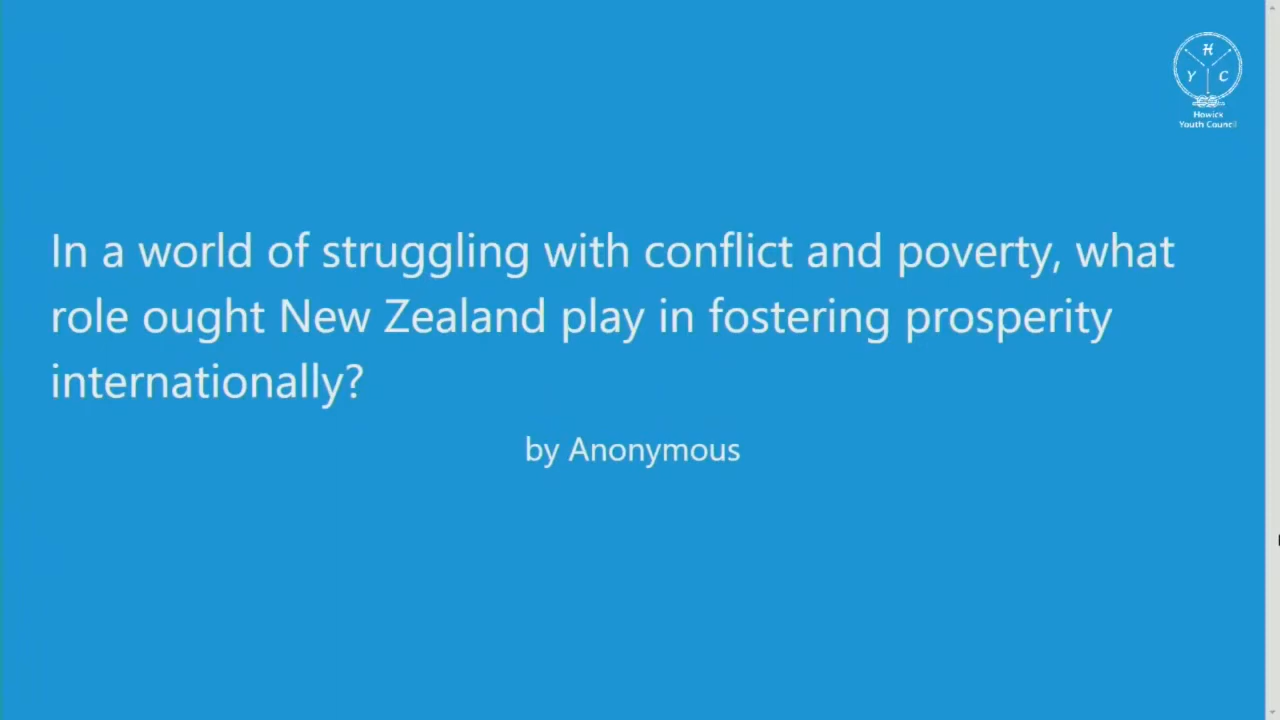 H
Y C
Howick
Youth Council
In a world of struggling with conflict and poverty, what
role ought New Zealand play in fostering prosperity
internationally?
by Anonymous